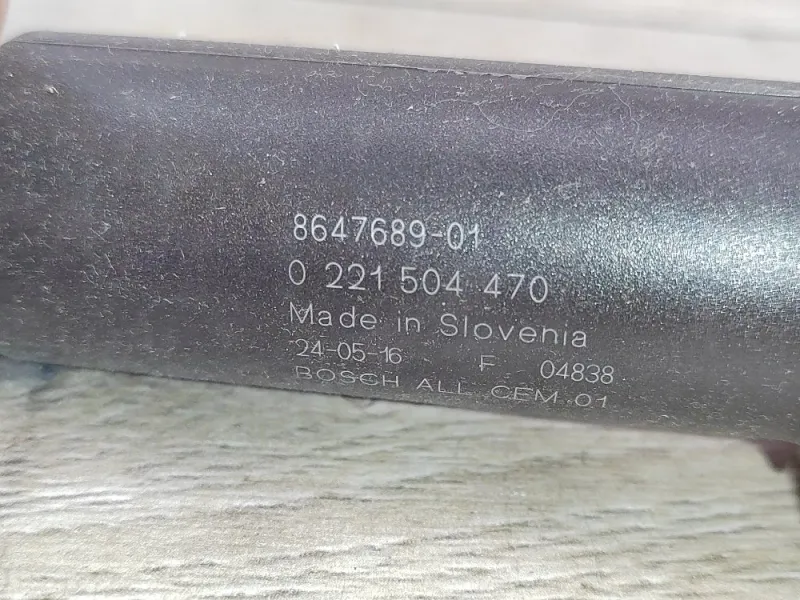 8647689-01
0 221 504 470
Made in Slovenia
24-05-16 F 04838
BOSCH ALL CEM 01